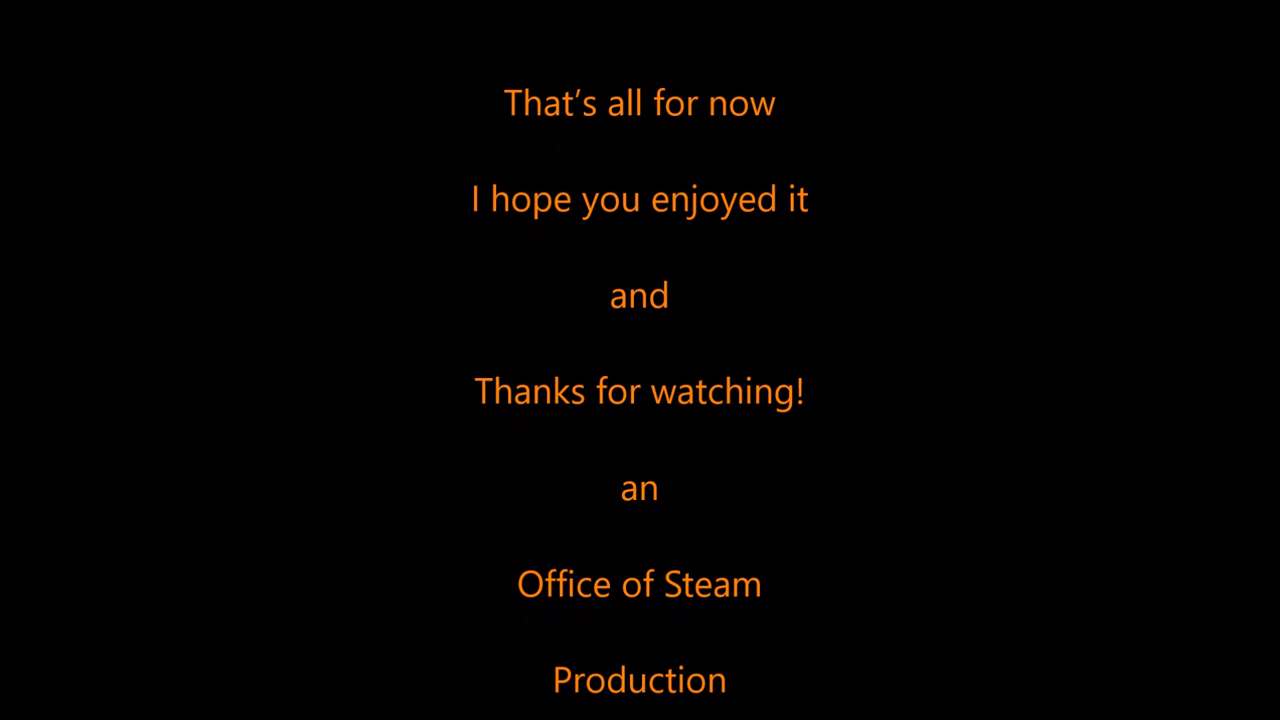 That’s all for now
I hope you enjoyed it
and
Thanks for watching!
an
Office of Steam
Production